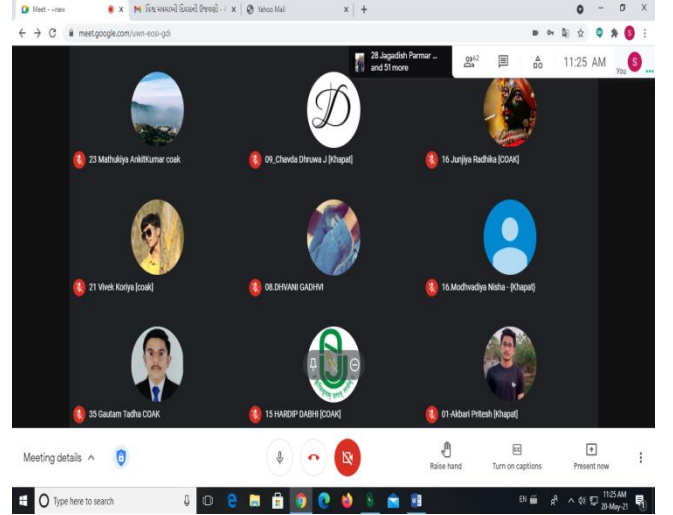 Meet - -new
વિશ્વ મધમાખી દિવસની ઉજવણી -
Yahoo Mail
meet.google.com/uwn-eosi-gdi
28 Jagadish Parmar ...
and 51 more
62
11:25 AM
You
S
23 Mathukiya AnkitKumar coak
09_Chavda Dhruwa J [Khapat]
16 Junjiya Radhika [COAK]
21 Vivek Koriya [coak]
08.DHVANI GADHVI
16.Modhvadiya Nisha - (Khapat)
35 Gautam Tadha COAK
15 HARDIP DABHI [COAK]
01-Akbari Pritesh [Khapat]
Meeting details
Raise hand
Turn on captions
Present now
Type here to search
EN
11:25 AM
20-May-21